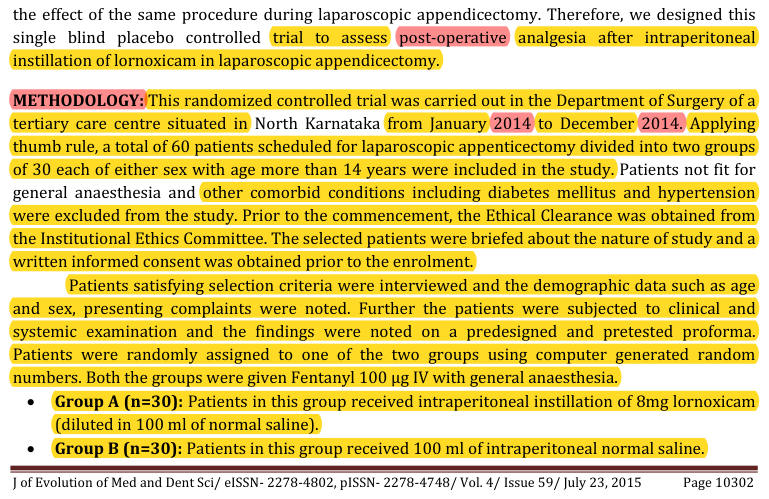 the effect of the same procedure during laparoscopic appendicectomy. Therefore, we designed this
single blind placebo controlled trial to assess post-operative analgesia after intraperitoneal
instillation of lornoxicam in laparoscopic appendicectomy.
METHODOLOGY: This randomized controlled trial was carried out in the Department of Surgery of a
tertiary care centre situated in North Karnataka from January 2014 to December 2014. Applying
thumb rule, a total of 60 patients scheduled for laparoscopic appenticectomy divided into two groups
of 30 each of either sex with age more than 14 years were included in the study. Patients not fit for
general anaesthesia and other comorbid conditions including diabetes mellitus and hypertension
were excluded from the study. Prior to the commencement, the Ethical Clearance was obtained from
the Institutional Ethics Committee. The selected patients were briefed about the nature of study and a
written informed consent was obtained prior to the enrolment.
Patients satisfying selection criteria were interviewed and the demographic data such as age
and sex, presenting complaints were noted. Further the patients were subjected to clinical and
systemic examination and the findings were noted on a predesigned and pretested proforma.
Patients were randomly assigned to one of the two groups using computer generated random
numbers. Both the groups were given Fentanyl 100 µg IV with general anaesthesia.
• Group A (n=30): Patients in this group received intraperitoneal instillation of 8mg lornoxicam
(diluted in 100 ml of normal saline).
• Group B (n=30): Patients in this group received 100 ml of intraperitoneal normal saline.
J of Evolution of Med and Dent Sci/ eISSN- 2278-4802, pISSN- 2278-4748/ Vol. 4/ Issue 59/ July 23, 2015 Page 10302